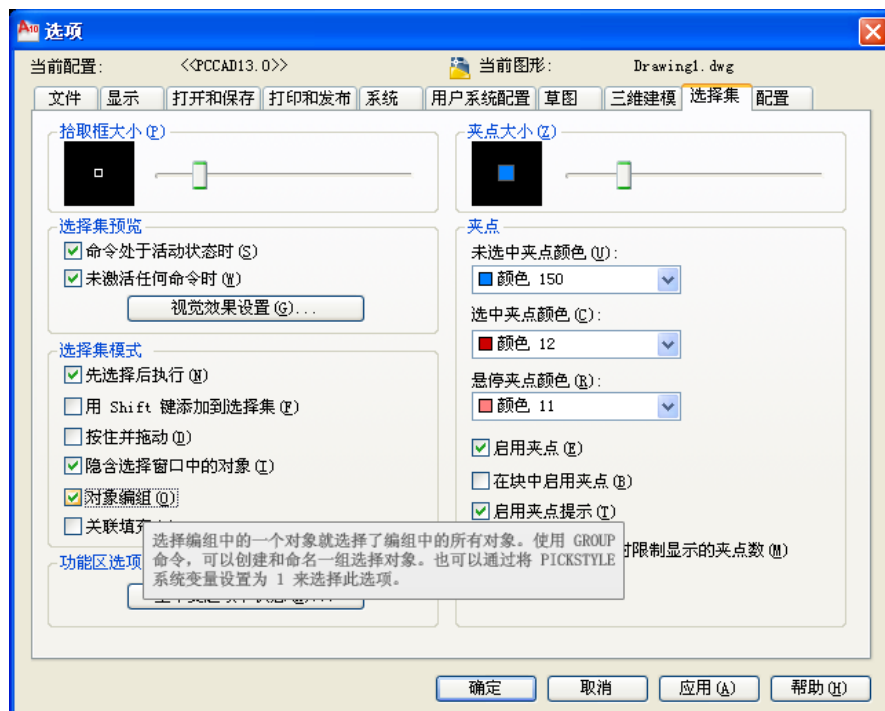 A10 选项
当前配置: <<PCCAD13.0>> 当前图形: Drawing1.dwg
文件 显示 打开和保存 打印和发布 系统 用户系统配置 草图 三维建模 选择集 配置
拾取框大小(P)
夹点大小(Z)
选择集预览
命令处于活动状态时(S)
未激活任何命令时(W)
视觉效果设置(G)...
选择集模式
先选择后执行(N)
用 Shift 键添加到选择集(F)
按住并拖动(D)
隐含选择窗口中的对象(I)
对象编组(O)
关联填充
功能区选项
夹点
未选中夹点颜色(U):
颜色 150
选中夹点颜色(C):
颜色 12
悬停夹点颜色(R):
颜色 11
启用夹点(E)
在块中启用夹点(B)
启用夹点提示(T)
时限制显示的夹点数(M)
选择编组中的一个对象就选择了编组中的所有对象。使用 GROUP
命令，可以创建和命名一组选择对象。也可以通过将 PICKSTYLE
系统变量设置为 1 来选择此选项。
确定 取消 应用(A) 帮助(H)